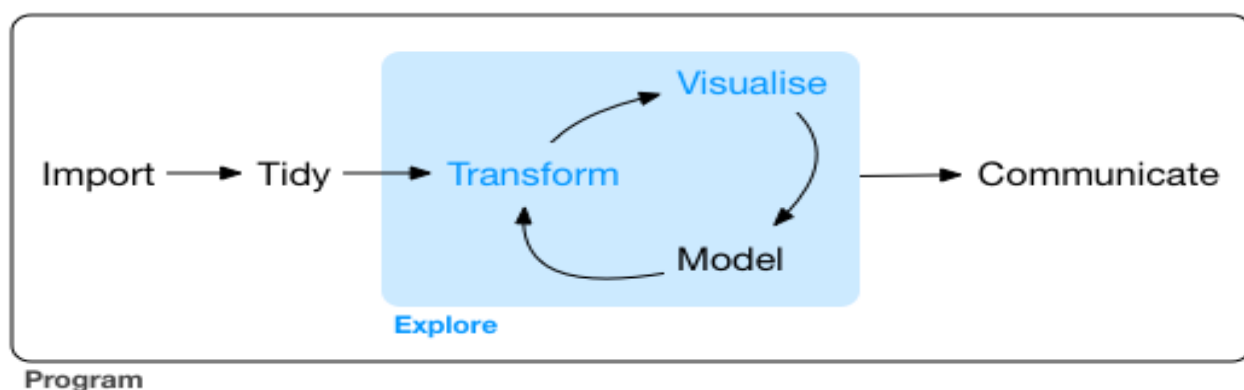 Visualise
Import
Tidy
Transform
Communicate
Model
Explore
Program